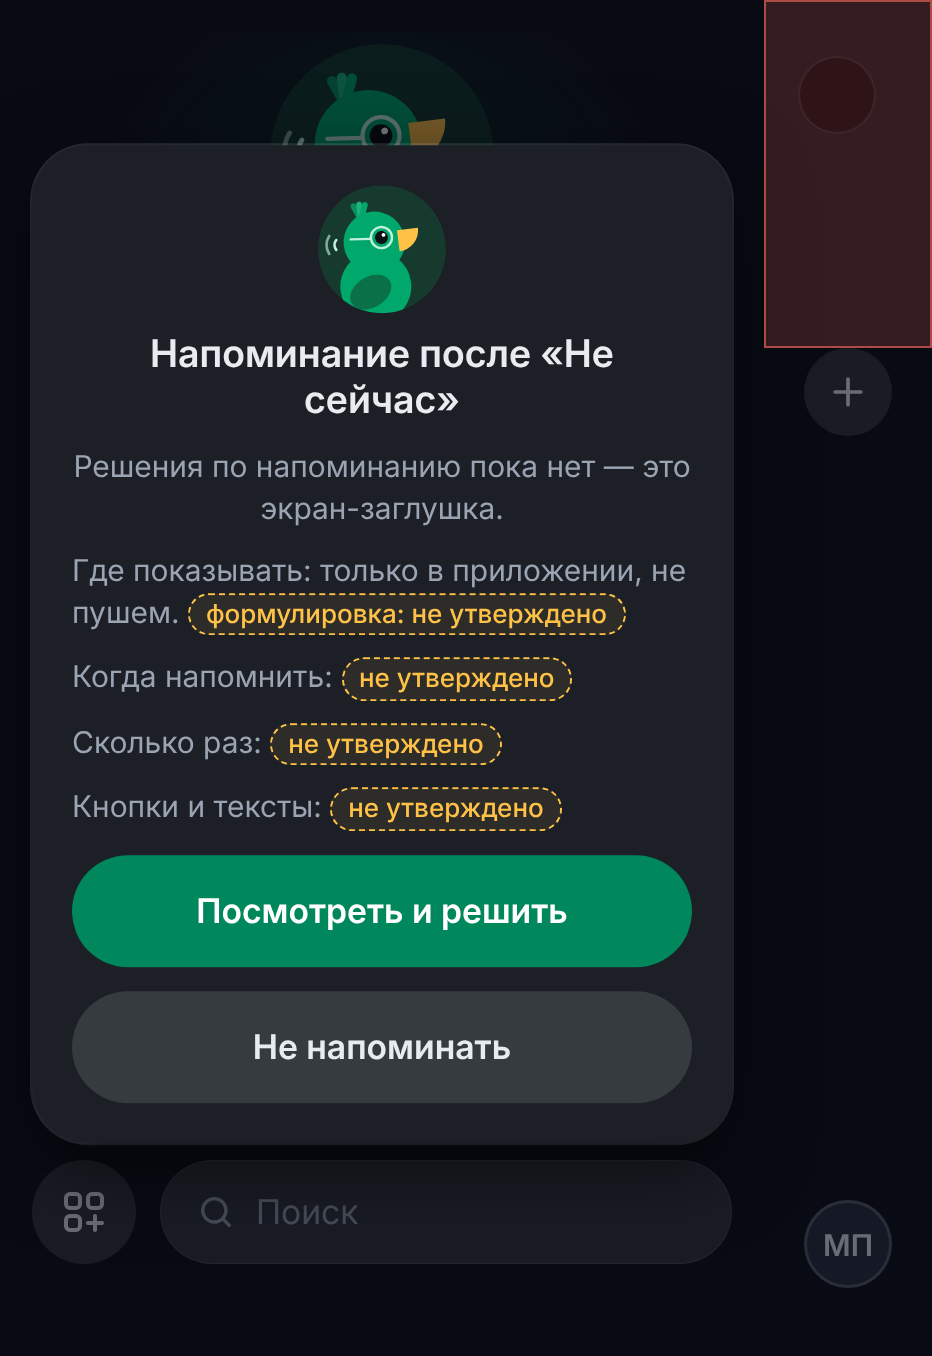 Напоминание после «Не
сейчас»
Решения по напоминанию пока нет — это
экран-заглушка.
Где показывать: только в приложении, не
пушем. формулировка: не утверждено
Когда напомнить: не утверждено
Сколько раз: не утверждено
Кнопки и тексты: не утверждено
Посмотреть и решить
Не напоминать
Поиск
МП